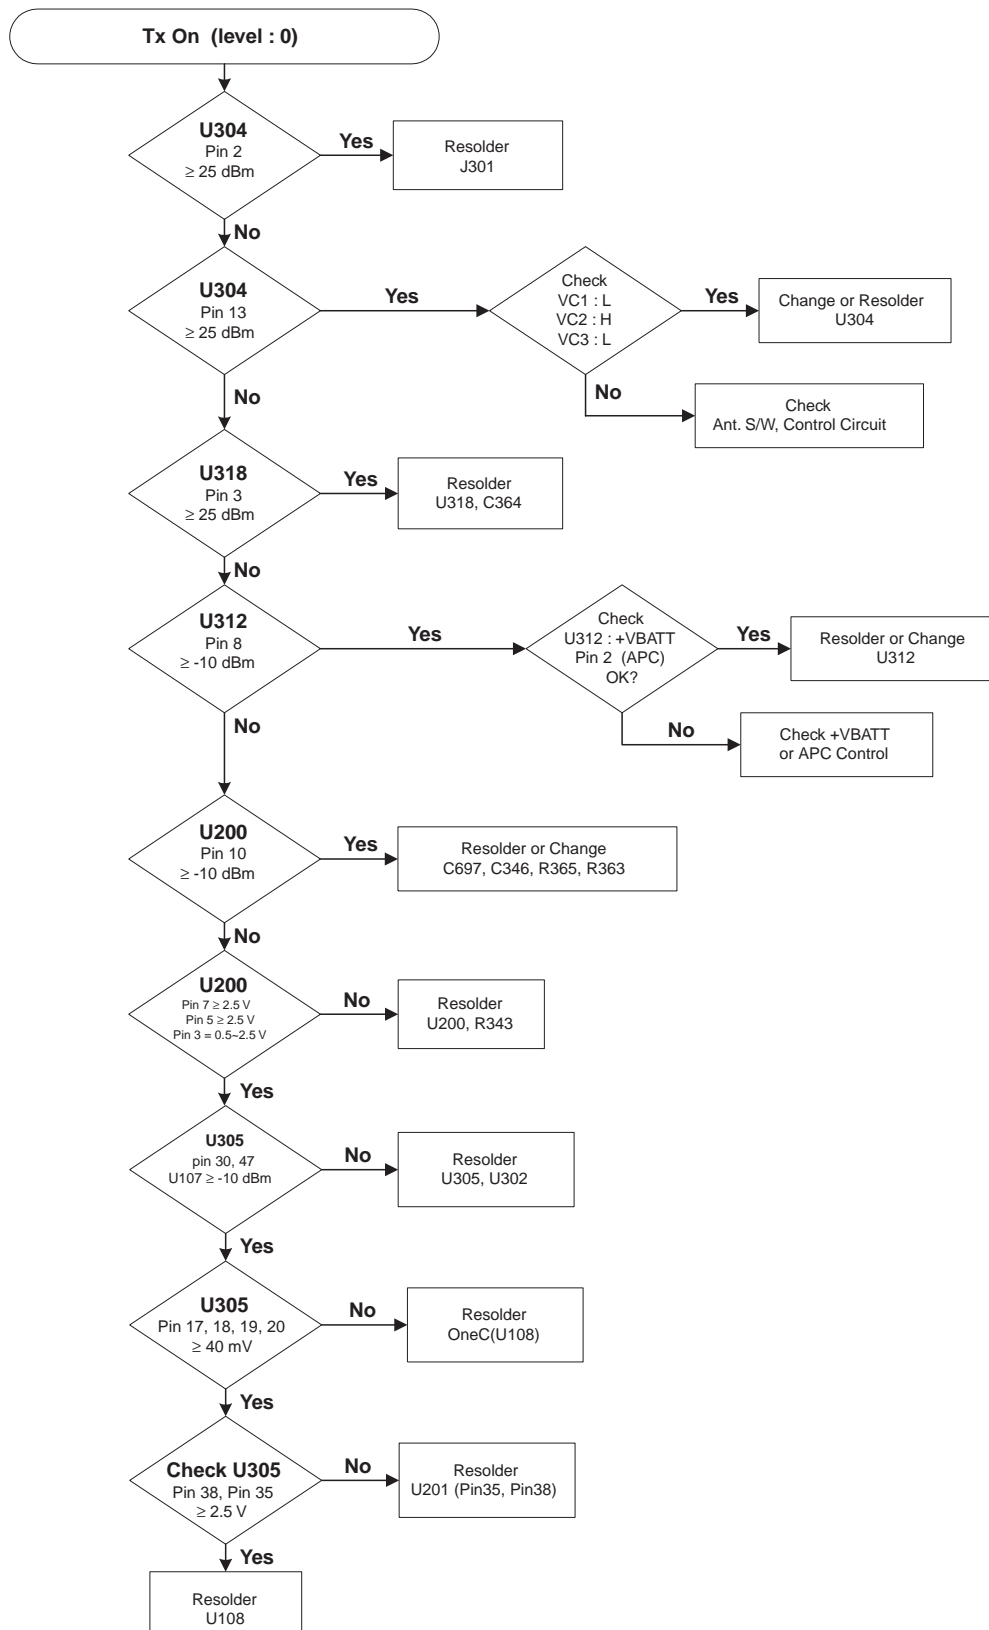 Tx On (level : 0)
U304
Pin 2
≥ 25 dBm
Yes
Resolder
J301
No
U304
Pin 13
≥ 25 dBm
Yes
Check
VC1 : L
VC2 : H
VC3 : L
Yes
Change or Resolder
U304
No
Check
Ant. S/W, Control Circuit
No
U318
Pin 3
≥ 25 dBm
Yes
Resolder
U318, C364
No
U312
Pin 8
≥ -10 dBm
Yes
Check
U312 : +VBATT
Pin 2 (APC)
OK?
Yes
Resolder or Change
U312
No
Check +VBATT
or APC Control
No
U200
Pin 10
≥ -10 dBm
Yes
Resolder or Change
C697, C346, R365, R363
No
U200
Pin 7 ≥ 2.5 V
Pin 5 ≥ 2.5 V
Pin 3 = 0.5~2.5 V
No
Resolder
U200, R343
Yes
U305
pin 30, 47
U107 ≥ -10 dBm
No
Resolder
U305, U302
Yes
U305
Pin 17, 18, 19, 20
≥ 40 mV
No
Resolder
OneC(U108)
Yes
Check U305
Pin 38, Pin 35
≥ 2.5 V
No
Resolder
U201 (Pin35, Pin38)
Yes
Resolder
U108